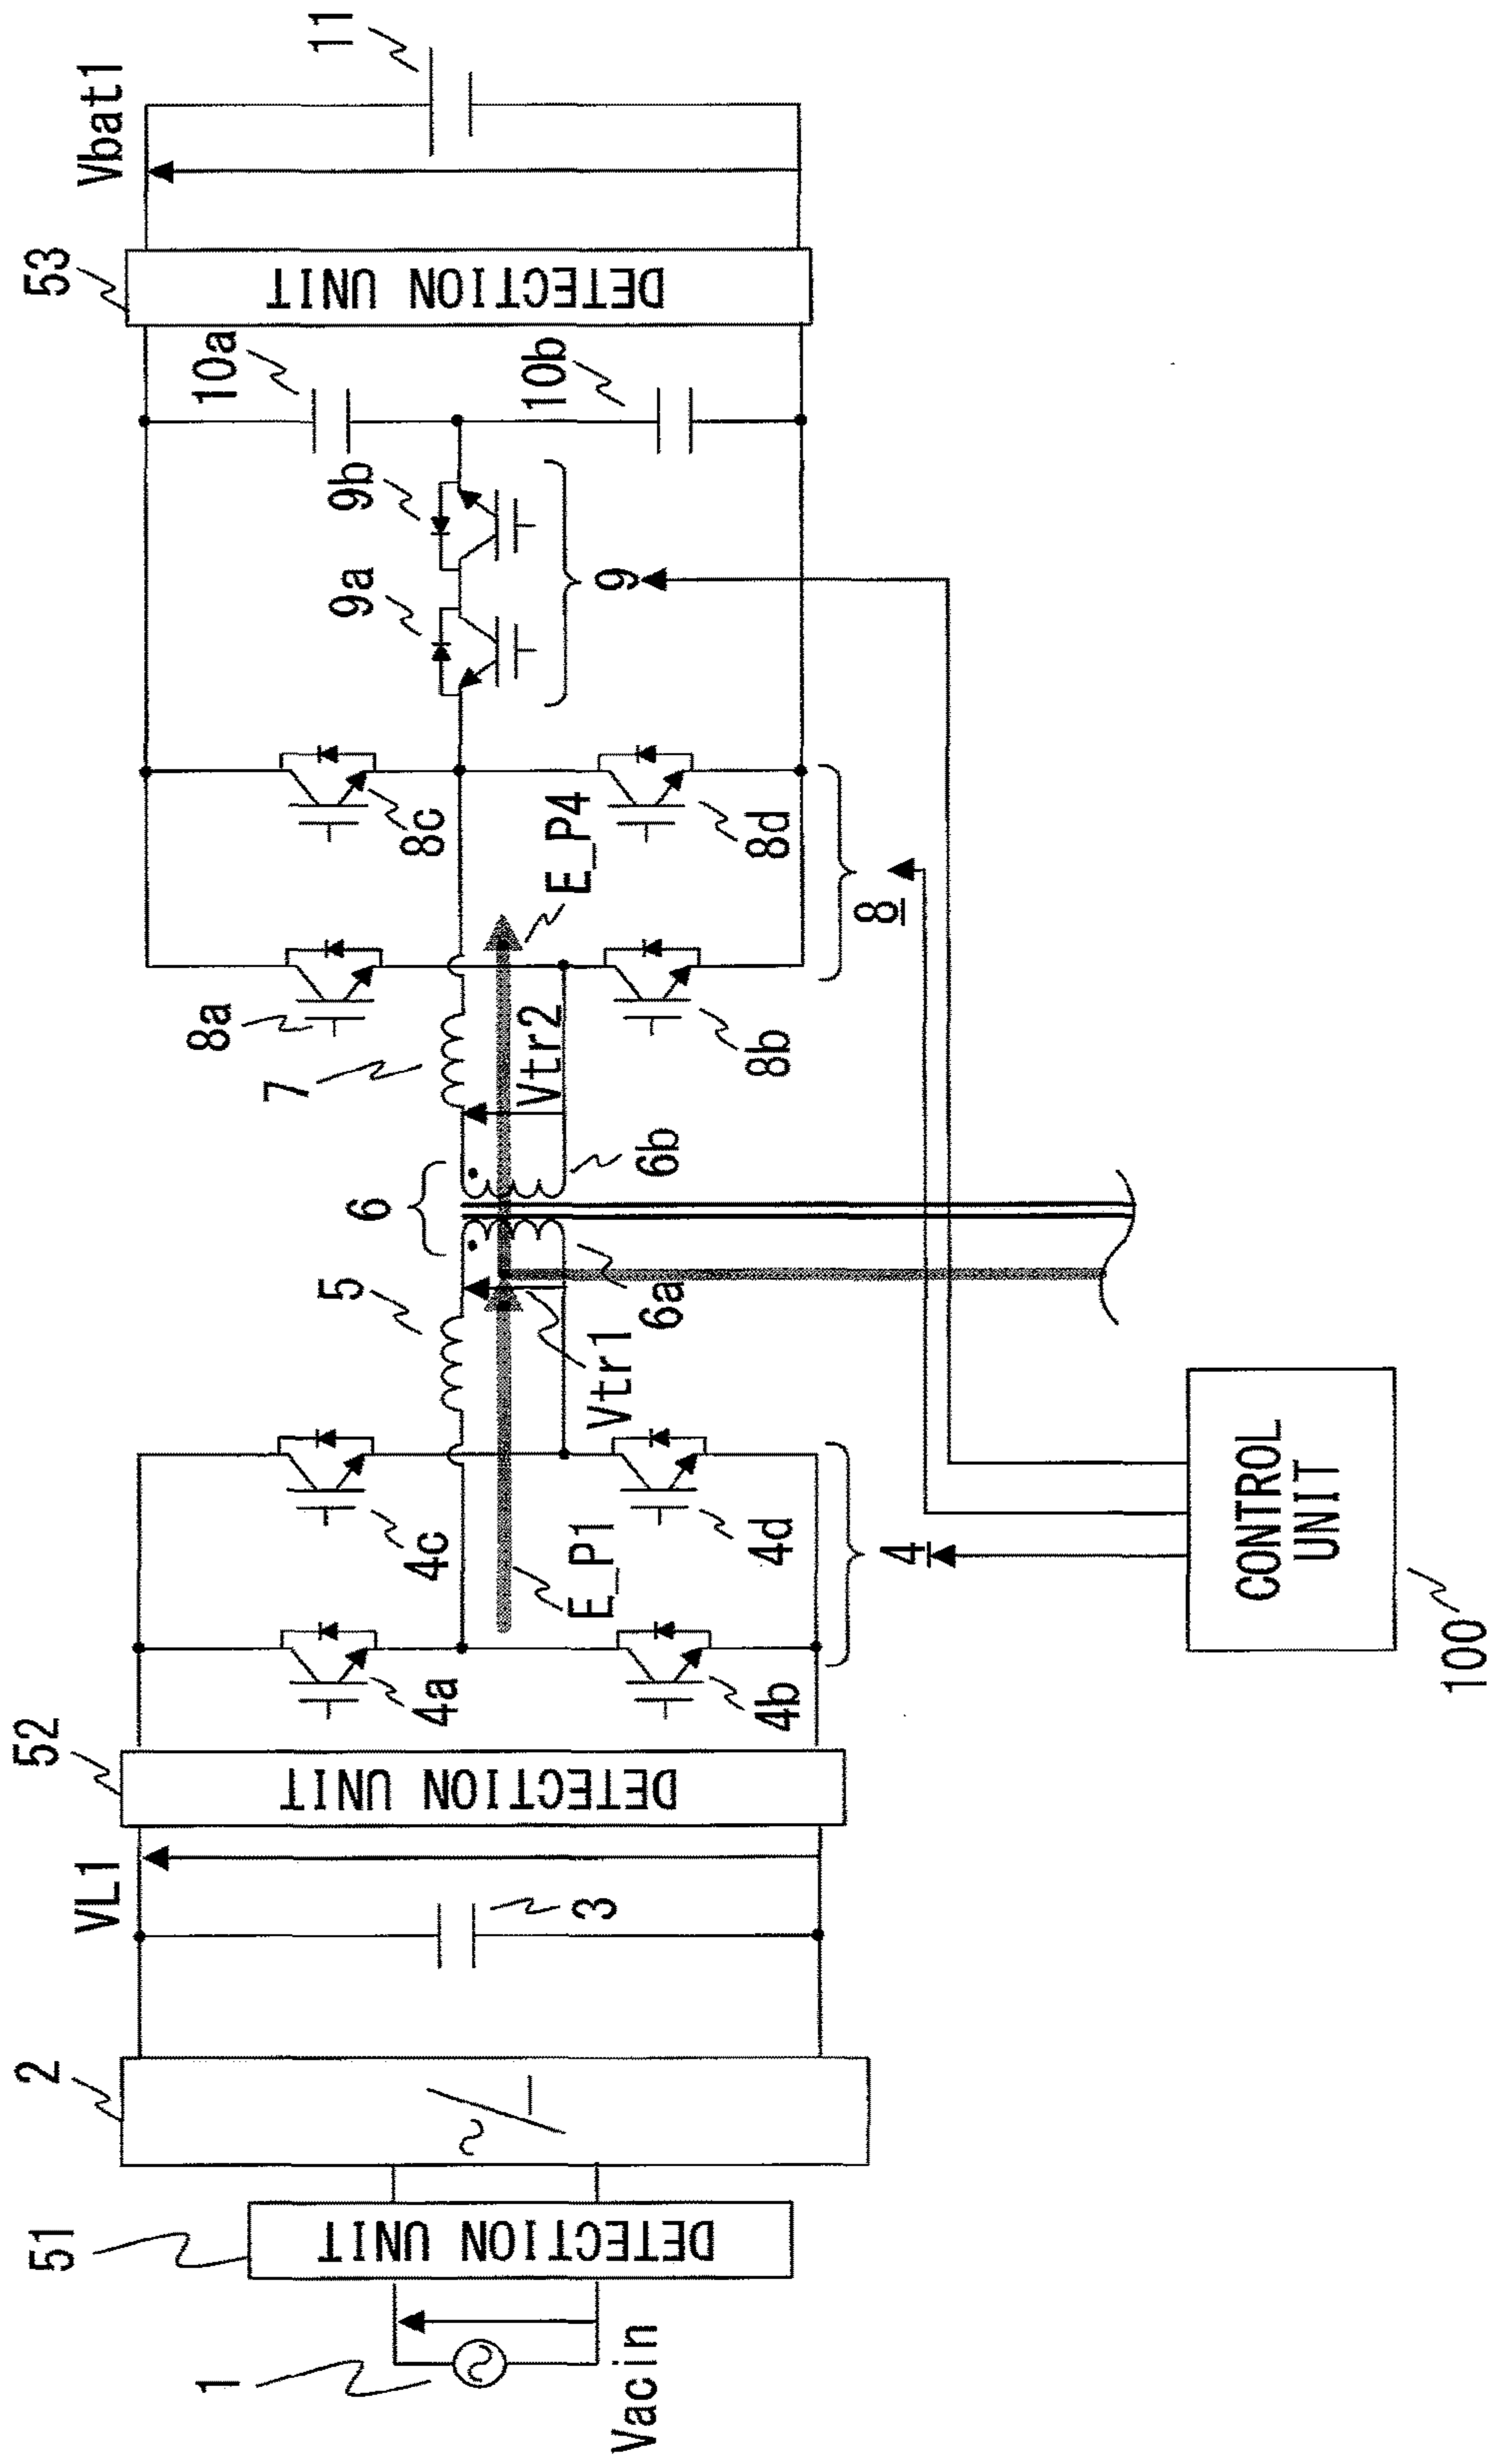 1
Vacin
51
DETECTION UNIT
2
3
VL1
52
DETECTION UNIT
4a
4b
4c
4d
4
E_P1
5
Vtr1
6
6a
6b
7
Vtr2
8a
8b
8c
8d
8
E_P4
9a
9b
9
10a
10b
53
DETECTION UNIT
Vbat1
11
CONTROL
UNIT
100